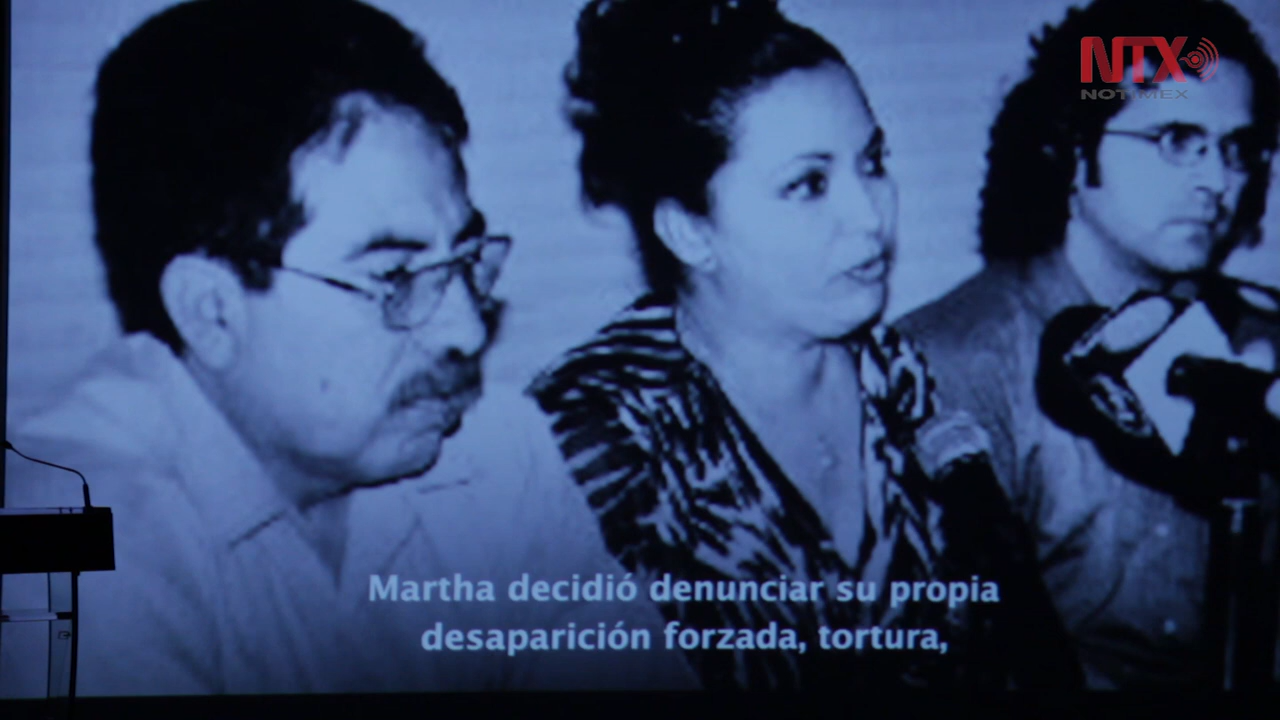 NTX
NOTIMEX
Martha decidió denunciar su propia
desaparición forzada, tortura,